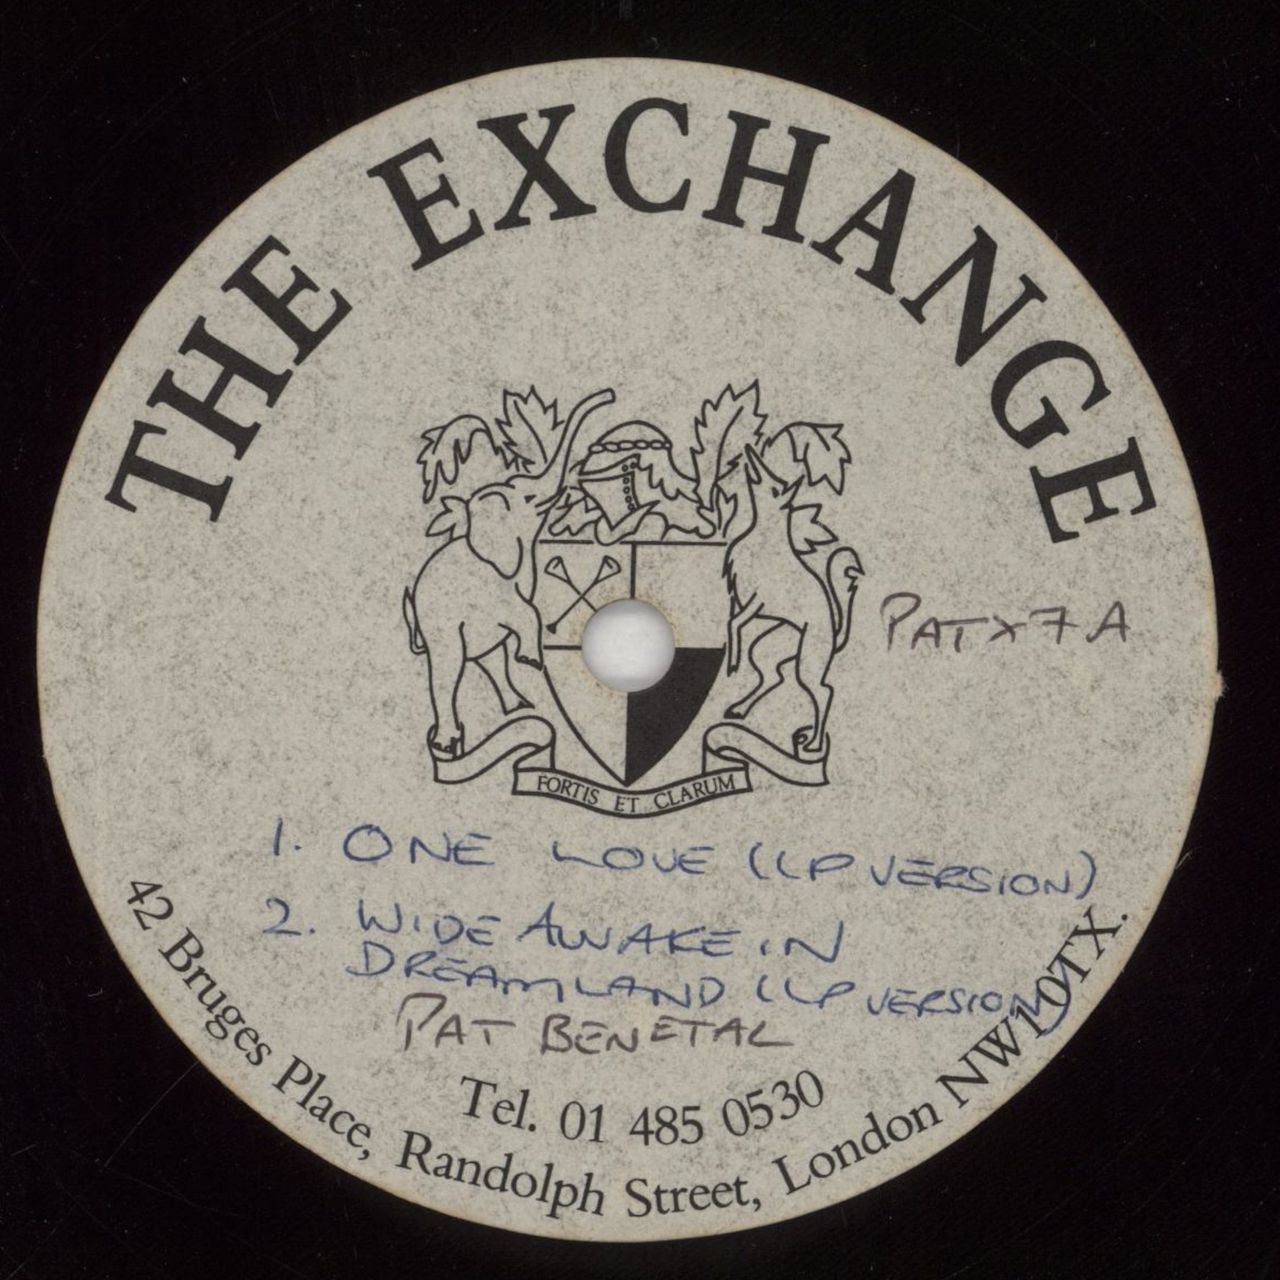 THE EXCHANGE
PATX7A
FORTIS ET CLARUM
1. ONE LOVE (LP VERSION)
2. WIDE AWAKE IN
DREAMLAND (LP VERSION)
PAT BENETAL
Tel. 01 485 0530
42 Bruges Place, Randolph Street, London NW1 0TX.